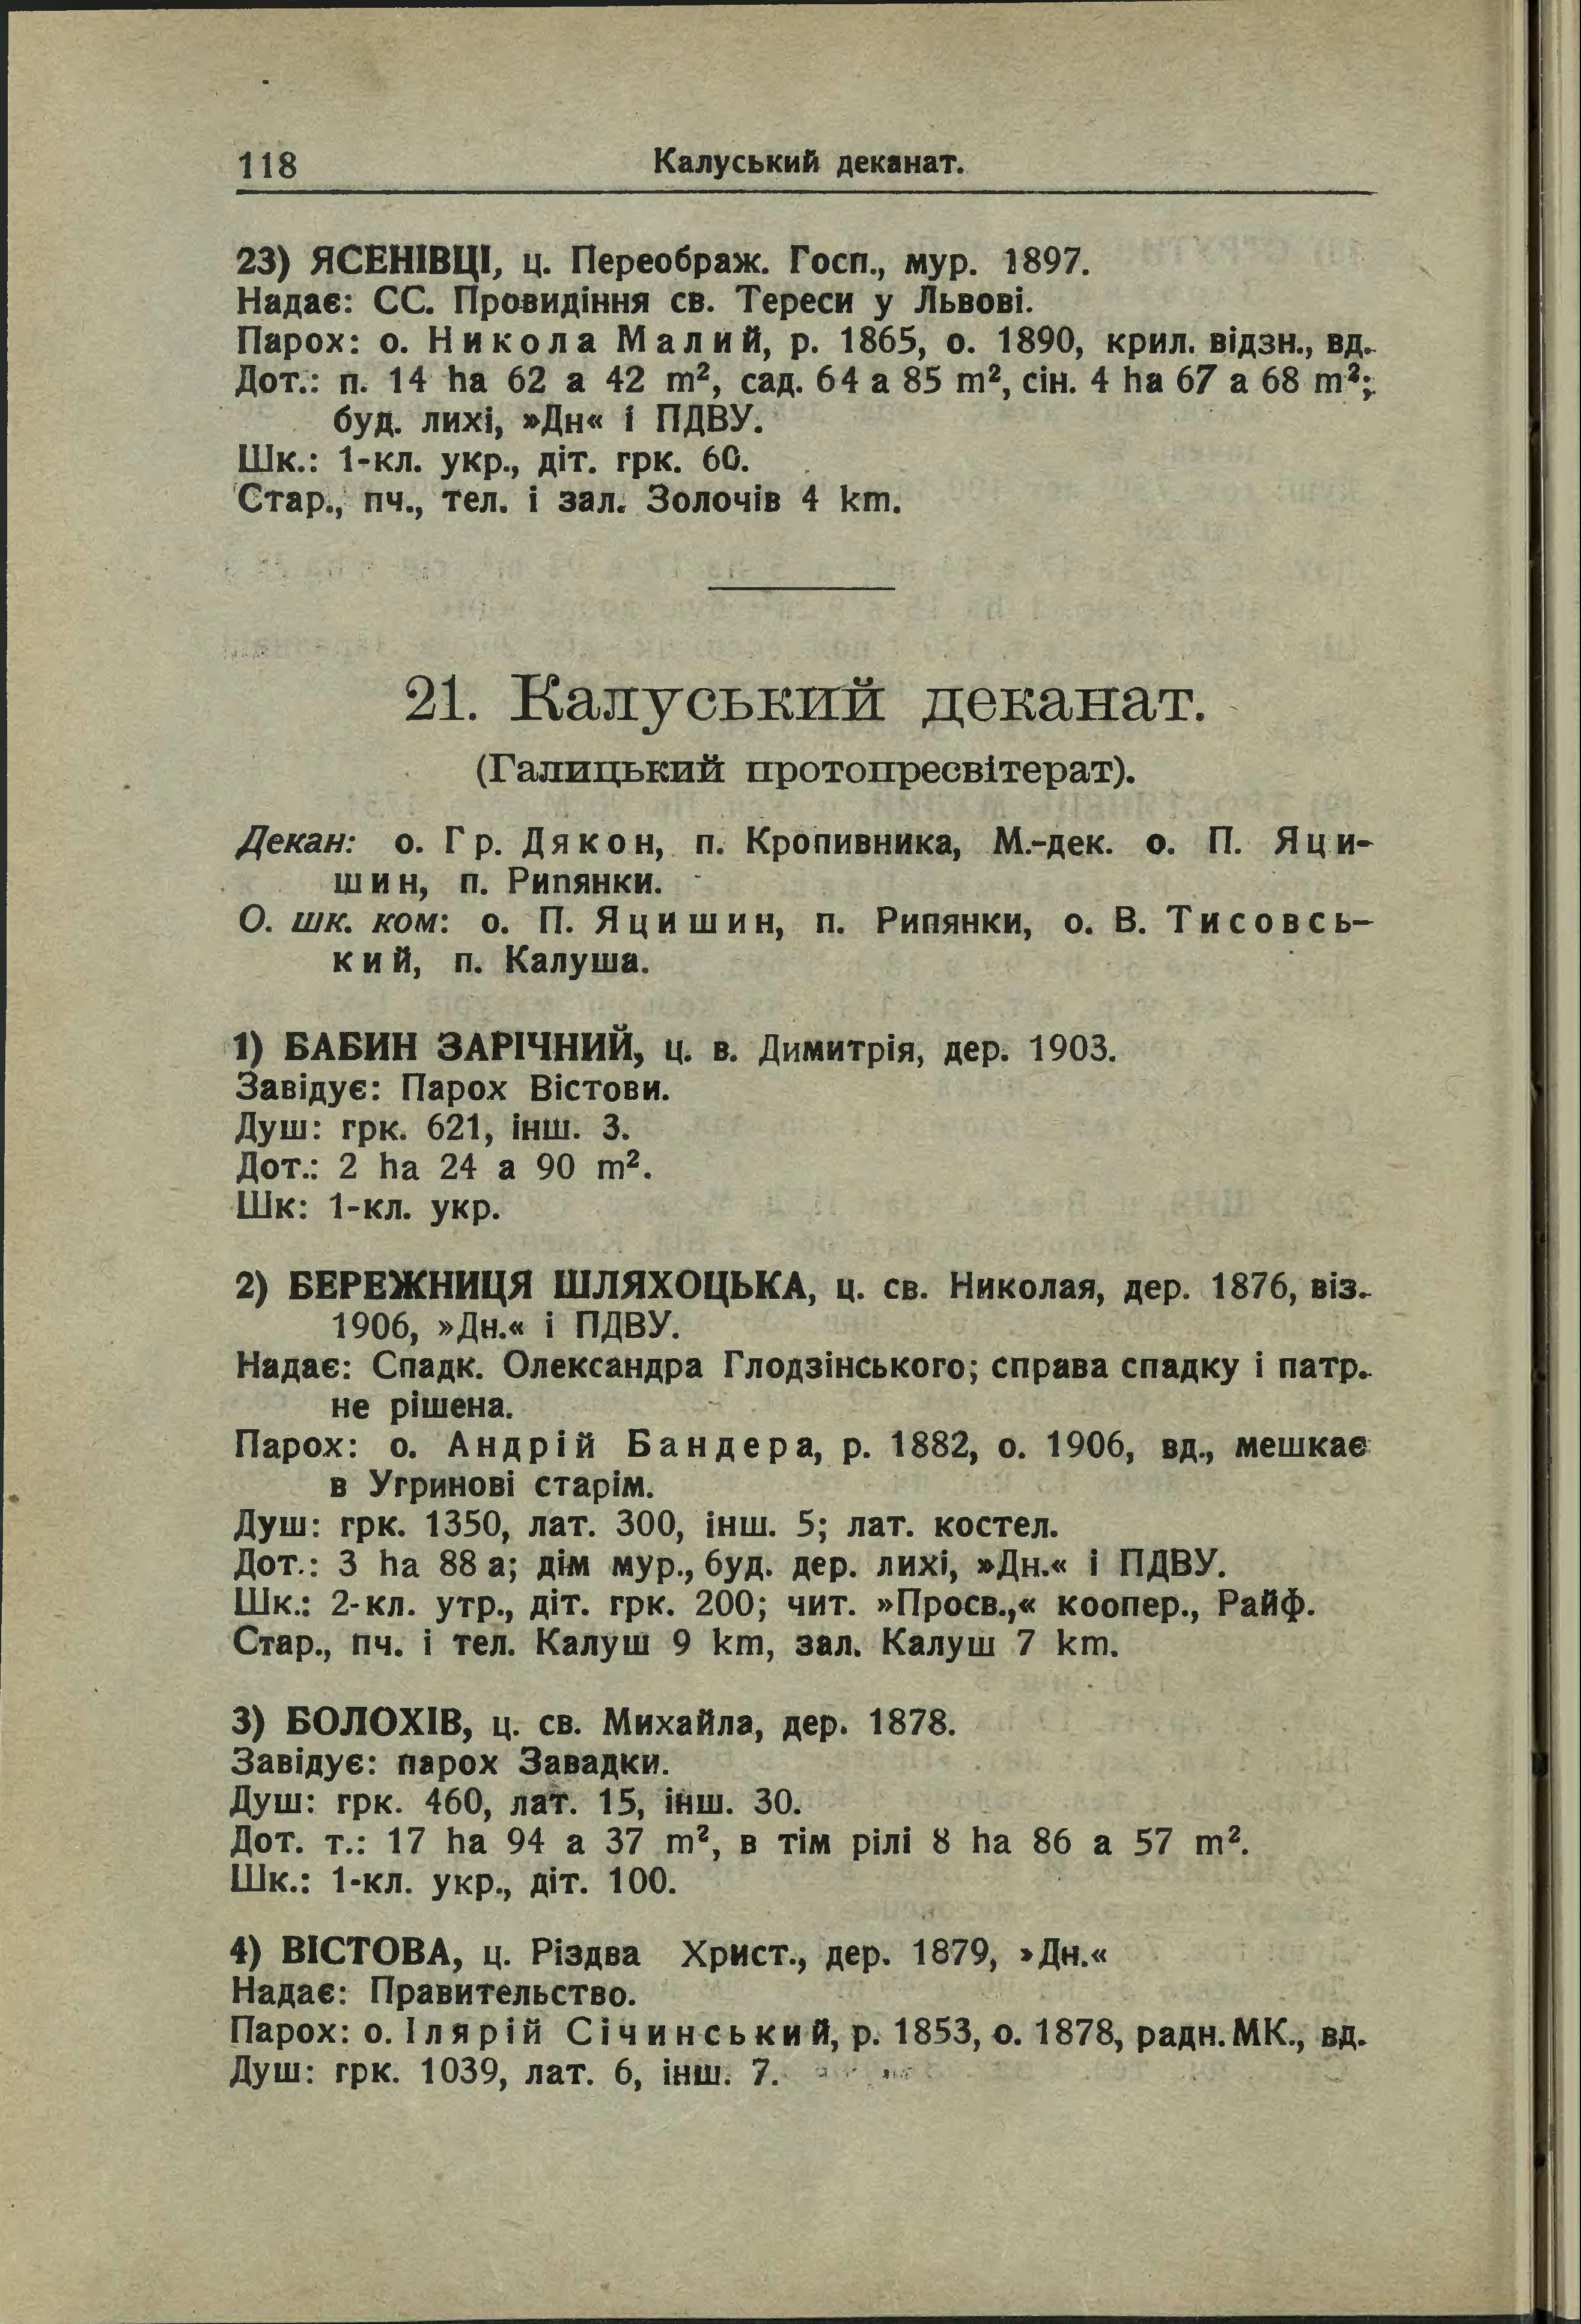 118 Калуський деканат.
23) ЯСЕНІВЦІ, ц. Переображ. Госп., мур. 1897.
Надає: СС. Провидіння св. Тереси у Львові.
Парох: о. Никола Малий, р. 1865, о. 1890, крил. відзн., вд.
Дот.: п. 14 ha 62 a 42 m², сад. 64 a 85 m², сін. 4 ha 67 a 68 m²;
буд. лихі, »Дн« і ПДВУ.
Шк.: 1-кл. укр., діт. грк. 60.
Стар., пч., тел. і зал. Золочів 4 km.
21. Калуський деканат.
(Галицький протопресвітерат).
Декан: о. Гр. Дякон, п. Кропивника, М.-дек. о. П. Яци-
шин, п. Рипянки.
О. шк. ком: о. П. Яцишин, п. Рипянки, о. В. Тисовсь-
кий, п. Калуша.
1) БАБИН ЗАРІЧНИЙ, ц. в. Димитрія, дер. 1903.
Завідує: Парох Вістови.
Душ: грк. 621, інш. 3.
Дот.: 2 ha 24 a 90 m².
Шк: 1-кл. укр.
2) БЕРЕЖНИЦЯ ШЛЯХОЦЬКА, ц. св. Николая, дер. 1876, віз.
1906, »Дн.« і ПДВУ.
Надає: Спадк. Олександра Глодзінського; справа спадку і патр.
не рішена.
Парох: о. Андрій Бандера, р. 1882, о. 1906, вд., мешкає
в Угринові старім.
Душ: грк. 1350, лат. 300, інш. 5; лат. костел.
Дот.: 3 ha 88 a; дім мур., буд. дер. лихі, »Дн.« і ПДВУ.
Шк.: 2-кл. утр., діт. грк. 200; чит. »Просв.,« коопер., Райф.
Стар., пч. і тел. Калуш 9 km, зал. Калуш 7 km.
3) БОЛОХІВ, ц. св. Михайла, дер. 1878.
Завідує: парох Завадки.
Душ: грк. 460, лат. 15, інш. 30.
Дот. т.: 17 ha 94 a 37 m², в тім рілі 8 ha 86 a 57 m².
Шк.: 1-кл. укр., діт. 100.
4) ВІСТОВА, ц. Різдва Христ., дер. 1879, »Дн.«
Надає: Правительство.
Парох: о. Ілярій Січинський, р. 1853, о. 1878, радн. МК., вд.
Душ: грк. 1039, лат. 6, інш. 7.